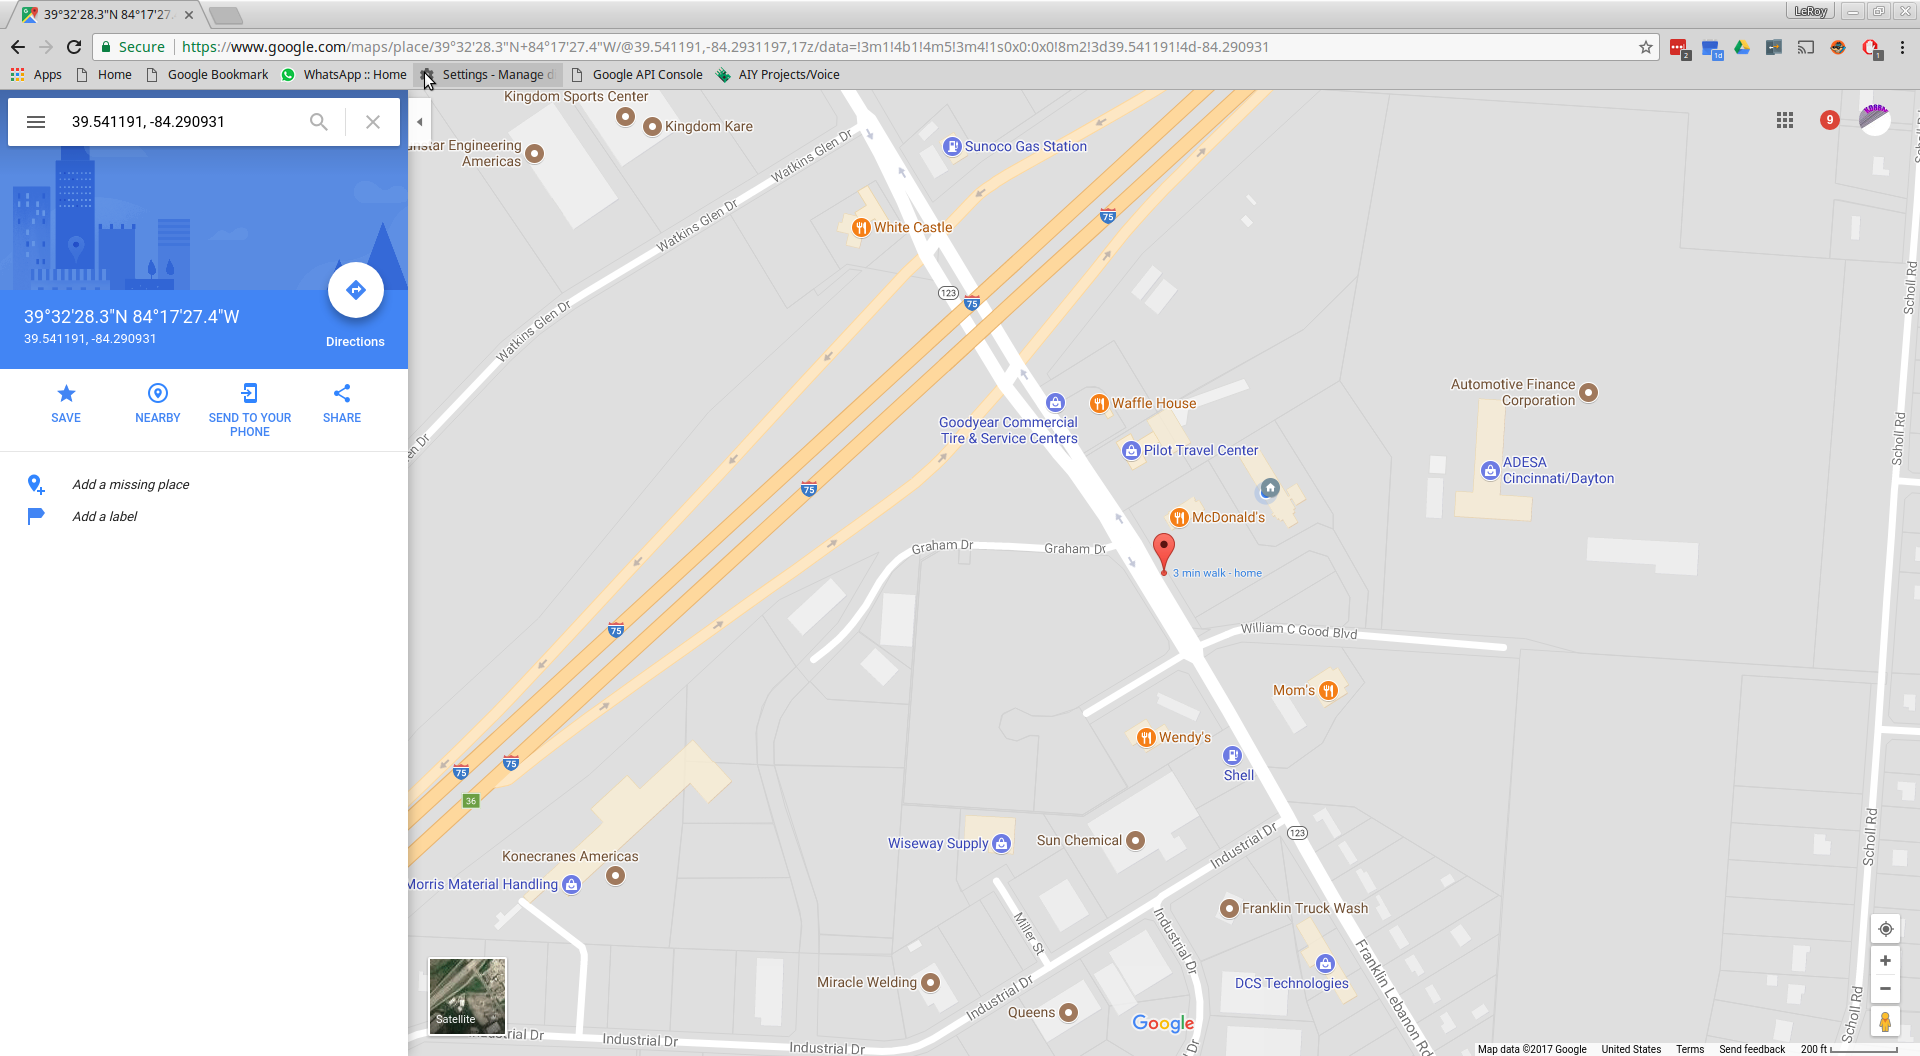 39°32'28.3"N 84°17'27.
LeRoy
Secure
https://www.google.com/maps/place/39°32'28.3"N+84°17'27.4"W/@39.541191,-84.2931197,17z/data=!3m1!4b1!4m5!3m4!1s0x0:0x0!8m2!3d39.541191!4d-84.290931
2
1d
1
Apps
Home
Google Bookmark
WhatsApp :: Home
Settings - Manage d
Google API Console
AIY Projects/Voice
39.541191, -84.290931
39°32'28.3"N 84°17'27.4"W
39.541191, -84.290931
Directions
SAVE
NEARBY
SEND TO YOUR
PHONE
SHARE
Add a missing place
Add a label
Kingdom Sports Center
Kingdom Kare
nstar Engineering
Americas
Watkins Glen Dr
Sunoco Gas Station
9
Watkins Glen Dr
White Castle
75
123
75
Watkins Glen Dr
Scholl Rd
Automotive Finance
Corporation
Waffle House
Goodyear Commercial
Tire & Service Centers
Pilot Travel Center
Scholl Rd
en Dr
ADESA
Cincinnati/Dayton
75
McDonald's
Graham Dr
Graham Dr
3 min walk - home
75
William C Good Blvd
Mom's
Wendy's
Shell
75
75
36
Wiseway Supply
Sun Chemical
Industrial Dr
123
Scholl Rd
Konecranes Americas
Morris Material Handling
Franklin Truck Wash
Miller St
Industrial Dr
Franklin Lebanon Rd
Miracle Welding
DCS Technologies
Industrial Dr
Queens
Scholl Rd
Satellite
ustrial Dr
Industrial Dr
Industrial Dr
Google
Dr
Map data ©2017 Google
United States
Terms
Send feedback
200 ft